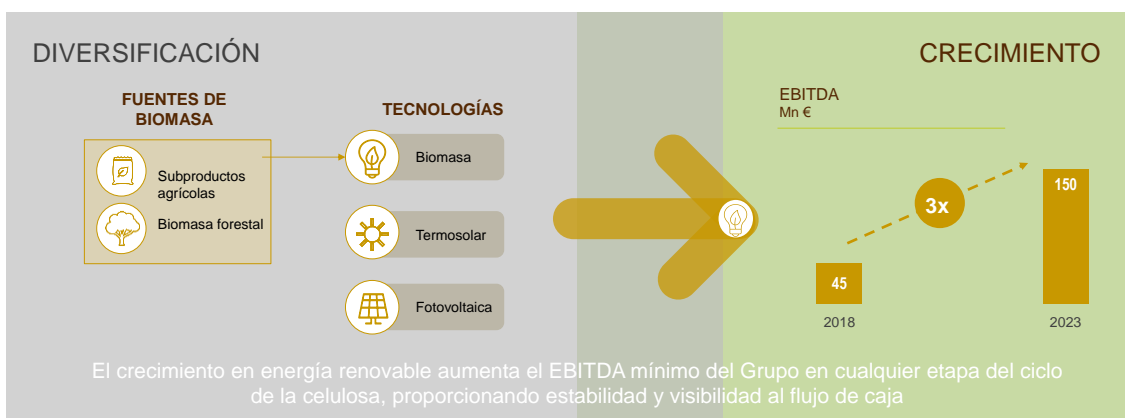 DIVERSIFICACIÓN
FUENTES DE
BIOMASA
Subproductos
agrícolas
Biomasa forestal
TECNOLOGÍAS
Biomasa
Termosolar
Fotovoltaica
CRECIMIENTO
EBITDA
Mn €
3x
45
150
2018
2023
El crecimiento en energía renovable aumenta el EBITDA mínimo del Grupo en cualquier etapa del ciclo
de la celulosa, proporcionando estabilidad y visibilidad al flujo de caja